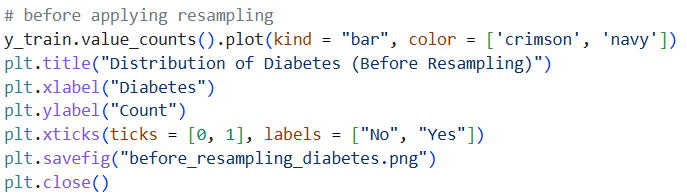 # before applying resampling
y_train.value_counts().plot(kind = "bar", color = ['crimson', 'navy'])
plt.title("Distribution of Diabetes (Before Resampling)")
plt.xlabel("Diabetes")
plt.ylabel("Count")
plt.xticks(ticks = [0, 1], labels = ["No", "Yes"])
plt.savefig("before_resampling_diabetes.png")
plt.close()